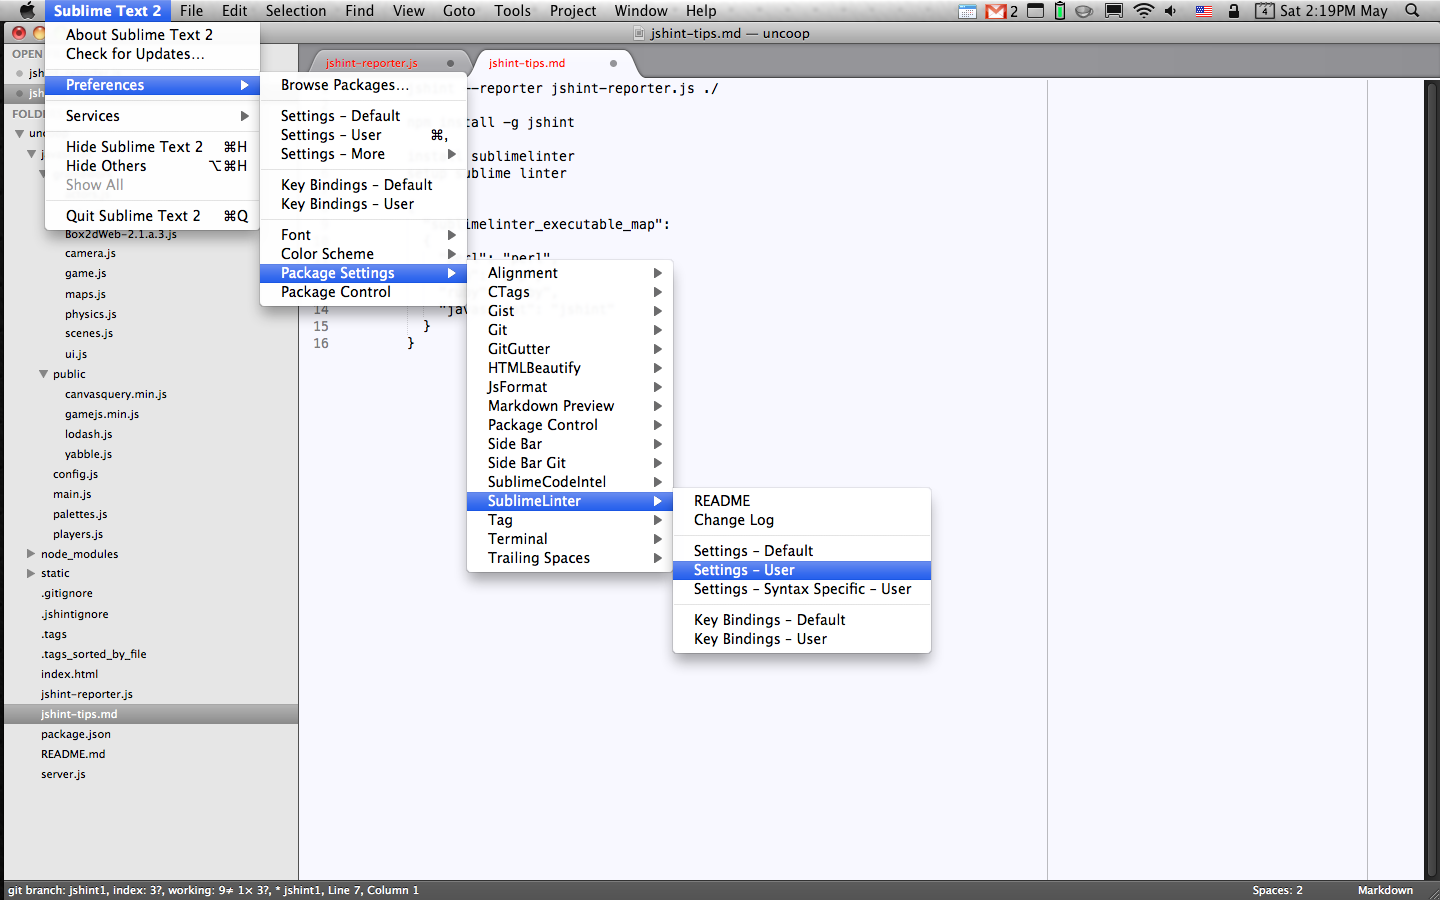 Sublime Text 2 File Edit Selection Find View Goto Tools Project Window Help 2 4 Sat 2:19PM May
jshint-tips.md — uncoop
About Sublime Text 2
Check for Updates...
Preferences ▶
Services ▶
Hide Sublime Text 2 ⌘H
Hide Others ⌥⌘H
Show All
Quit Sublime Text 2 ⌘Q
OPEN
jsh
jsh
FOLD
Box2dWeb-2.1.a.3.js
camera.js
game.js
maps.js
physics.js
scenes.js
ui.js
public
canvasquery.min.js
gamejs.min.js
lodash.js
yabble.js
config.js
main.js
palettes.js
players.js
node_modules
static
.gitignore
.jshintignore
.tags
.tags_sorted_by_file
index.html
jshint-reporter.js
jshint-tips.md
package.json
README.md
server.js
Browse Packages...
Settings – Default
Settings – User ⌘,
Settings – More ▶
Key Bindings – Default
Key Bindings – User
Font ▶
Color Scheme ▶
Package Settings ▶
Package Control
jshint-reporter.js jshint-tips.md
--reporter jshint-reporter.js ./
install -g jshint
sublimelinter
sublime linter
limelinter_executable_map":
"perl"
14 "jav
15 }
16 }
Alignment ▶
CTags ▶
Gist ▶
Git ▶
GitGutter ▶
HTMLBeautify ▶
JsFormat ▶
Markdown Preview ▶
Package Control ▶
Side Bar ▶
Side Bar Git ▶
SublimeCodeIntel ▶
SublimeLinter ▶
Tag ▶
Terminal ▶
Trailing Spaces ▶
README
Change Log
Settings – Default
Settings – User
Settings – Syntax Specific – User
Key Bindings – Default
Key Bindings – User
git branch: jshint1, index: 3?, working: 9≠ 1× 3?, * jshint1, Line 7, Column 1 Spaces: 2 Markdown